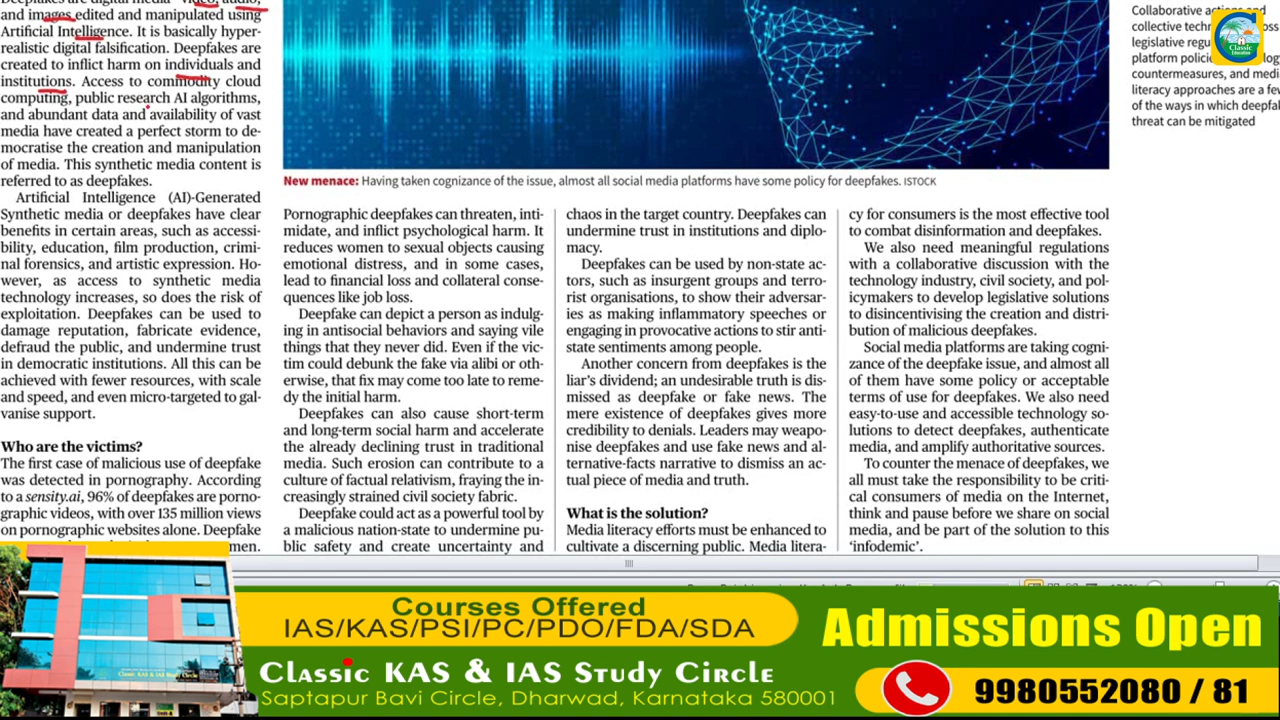 Deepfakes are digital media - video, audio,
and images edited and manipulated using
Artificial Intelligence. It is basically hyper-
realistic digital falsification. Deepfakes are
created to inflict harm on individuals and
institutions. Access to commodity cloud
computing, public research AI algorithms,
and abundant data and availability of vast
media have created a perfect storm to de-
mocratise the creation and manipulation
of media. This synthetic media content is
referred to as deepfakes.
Artificial Intelligence (AI)-Generated
Synthetic media or deepfakes have clear
benefits in certain areas, such as accessi-
bility, education, film production, crimi-
nal forensics, and artistic expression. Ho-
wever, as access to synthetic media
technology increases, so does the risk of
exploitation. Deepfakes can be used to
damage reputation, fabricate evidence,
defraud the public, and undermine trust
in democratic institutions. All this can be
achieved with fewer resources, with scale
and speed, and even micro-targeted to gal-
vanise support.
Who are the victims?
The first case of malicious use of deepfake
was detected in pornography. According
to a sensity.ai, 96% of deepfakes are porno-
graphic videos, with over 135 million views
on pornographic websites alone. Deepfake
men.
New menace: Having taken cognizance of the issue, almost all social media platforms have some policy for deepfakes. ISTOCK
Pornographic deepfakes can threaten, inti-
midate, and inflict psychological harm. It
reduces women to sexual objects causing
emotional distress, and in some cases,
lead to financial loss and collateral conse-
quences like job loss.
Deepfake can depict a person as indulg-
ing in antisocial behaviors and saying vile
things that they never did. Even if the vic-
tim could debunk the fake via alibi or oth-
erwise, that fix may come too late to reme-
dy the initial harm.
Deepfakes can also cause short-term
and long-term social harm and accelerate
the already declining trust in traditional
media. Such erosion can contribute to a
culture of factual relativism, fraying the in-
creasingly strained civil society fabric.
Deepfake could act as a powerful tool by
a malicious nation-state to undermine pu-
blic safety and create uncertainty and
chaos in the target country. Deepfakes can
undermine trust in institutions and diplo-
macy.
Deepfakes can be used by non-state ac-
tors, such as insurgent groups and terro-
rist organisations, to show their adversar-
ies as making inflammatory speeches or
engaging in provocative actions to stir anti-
state sentiments among people.
Another concern from deepfakes is the
liar's dividend; an undesirable truth is dis-
missed as deepfake or fake news. The
mere existence of deepfakes gives more
credibility to denials. Leaders may weapo-
nise deepfakes and use fake news and al-
ternative-facts narrative to dismiss an ac-
tual piece of media and truth.
What is the solution?
Media literacy efforts must be enhanced to
cultivate a discerning public. Media litera-
cy for consumers is the most effective tool
to combat disinformation and deepfakes.
We also need meaningful regulations
with a collaborative discussion with the
technology industry, civil society, and pol-
icymakers to develop legislative solutions
to disincentivising the creation and distri-
bution of malicious deepfakes.
Social media platforms are taking cogni-
zance of the deepfake issue, and almost all
of them have some policy or acceptable
terms of use for deepfakes. We also need
easy-to-use and accessible technology so-
lutions to detect deepfakes, authenticate
media, and amplify authoritative sources.
To counter the menace of deepfakes, we
all must take the responsibility to be criti-
cal consumers of media on the Internet,
think and pause before we share on social
media, and be part of the solution to this
‘infodemic’.
Collaborative actions and
collective tech
legislative regu
platform polici
countermeasures, and medi
literacy approaches are a few
of the ways in which deepfak
threat can be mitigated
Classic
Education
Classic KAS & IAS Study Circle
Courses Offered
IAS/KAS/PSI/PC/PDO/FDA/SDA
Classic KAS & IAS Study Circle
Saptapur Bavi Circle, Dharwad, Karnataka 580001
Admissions Open
9980552080 / 81